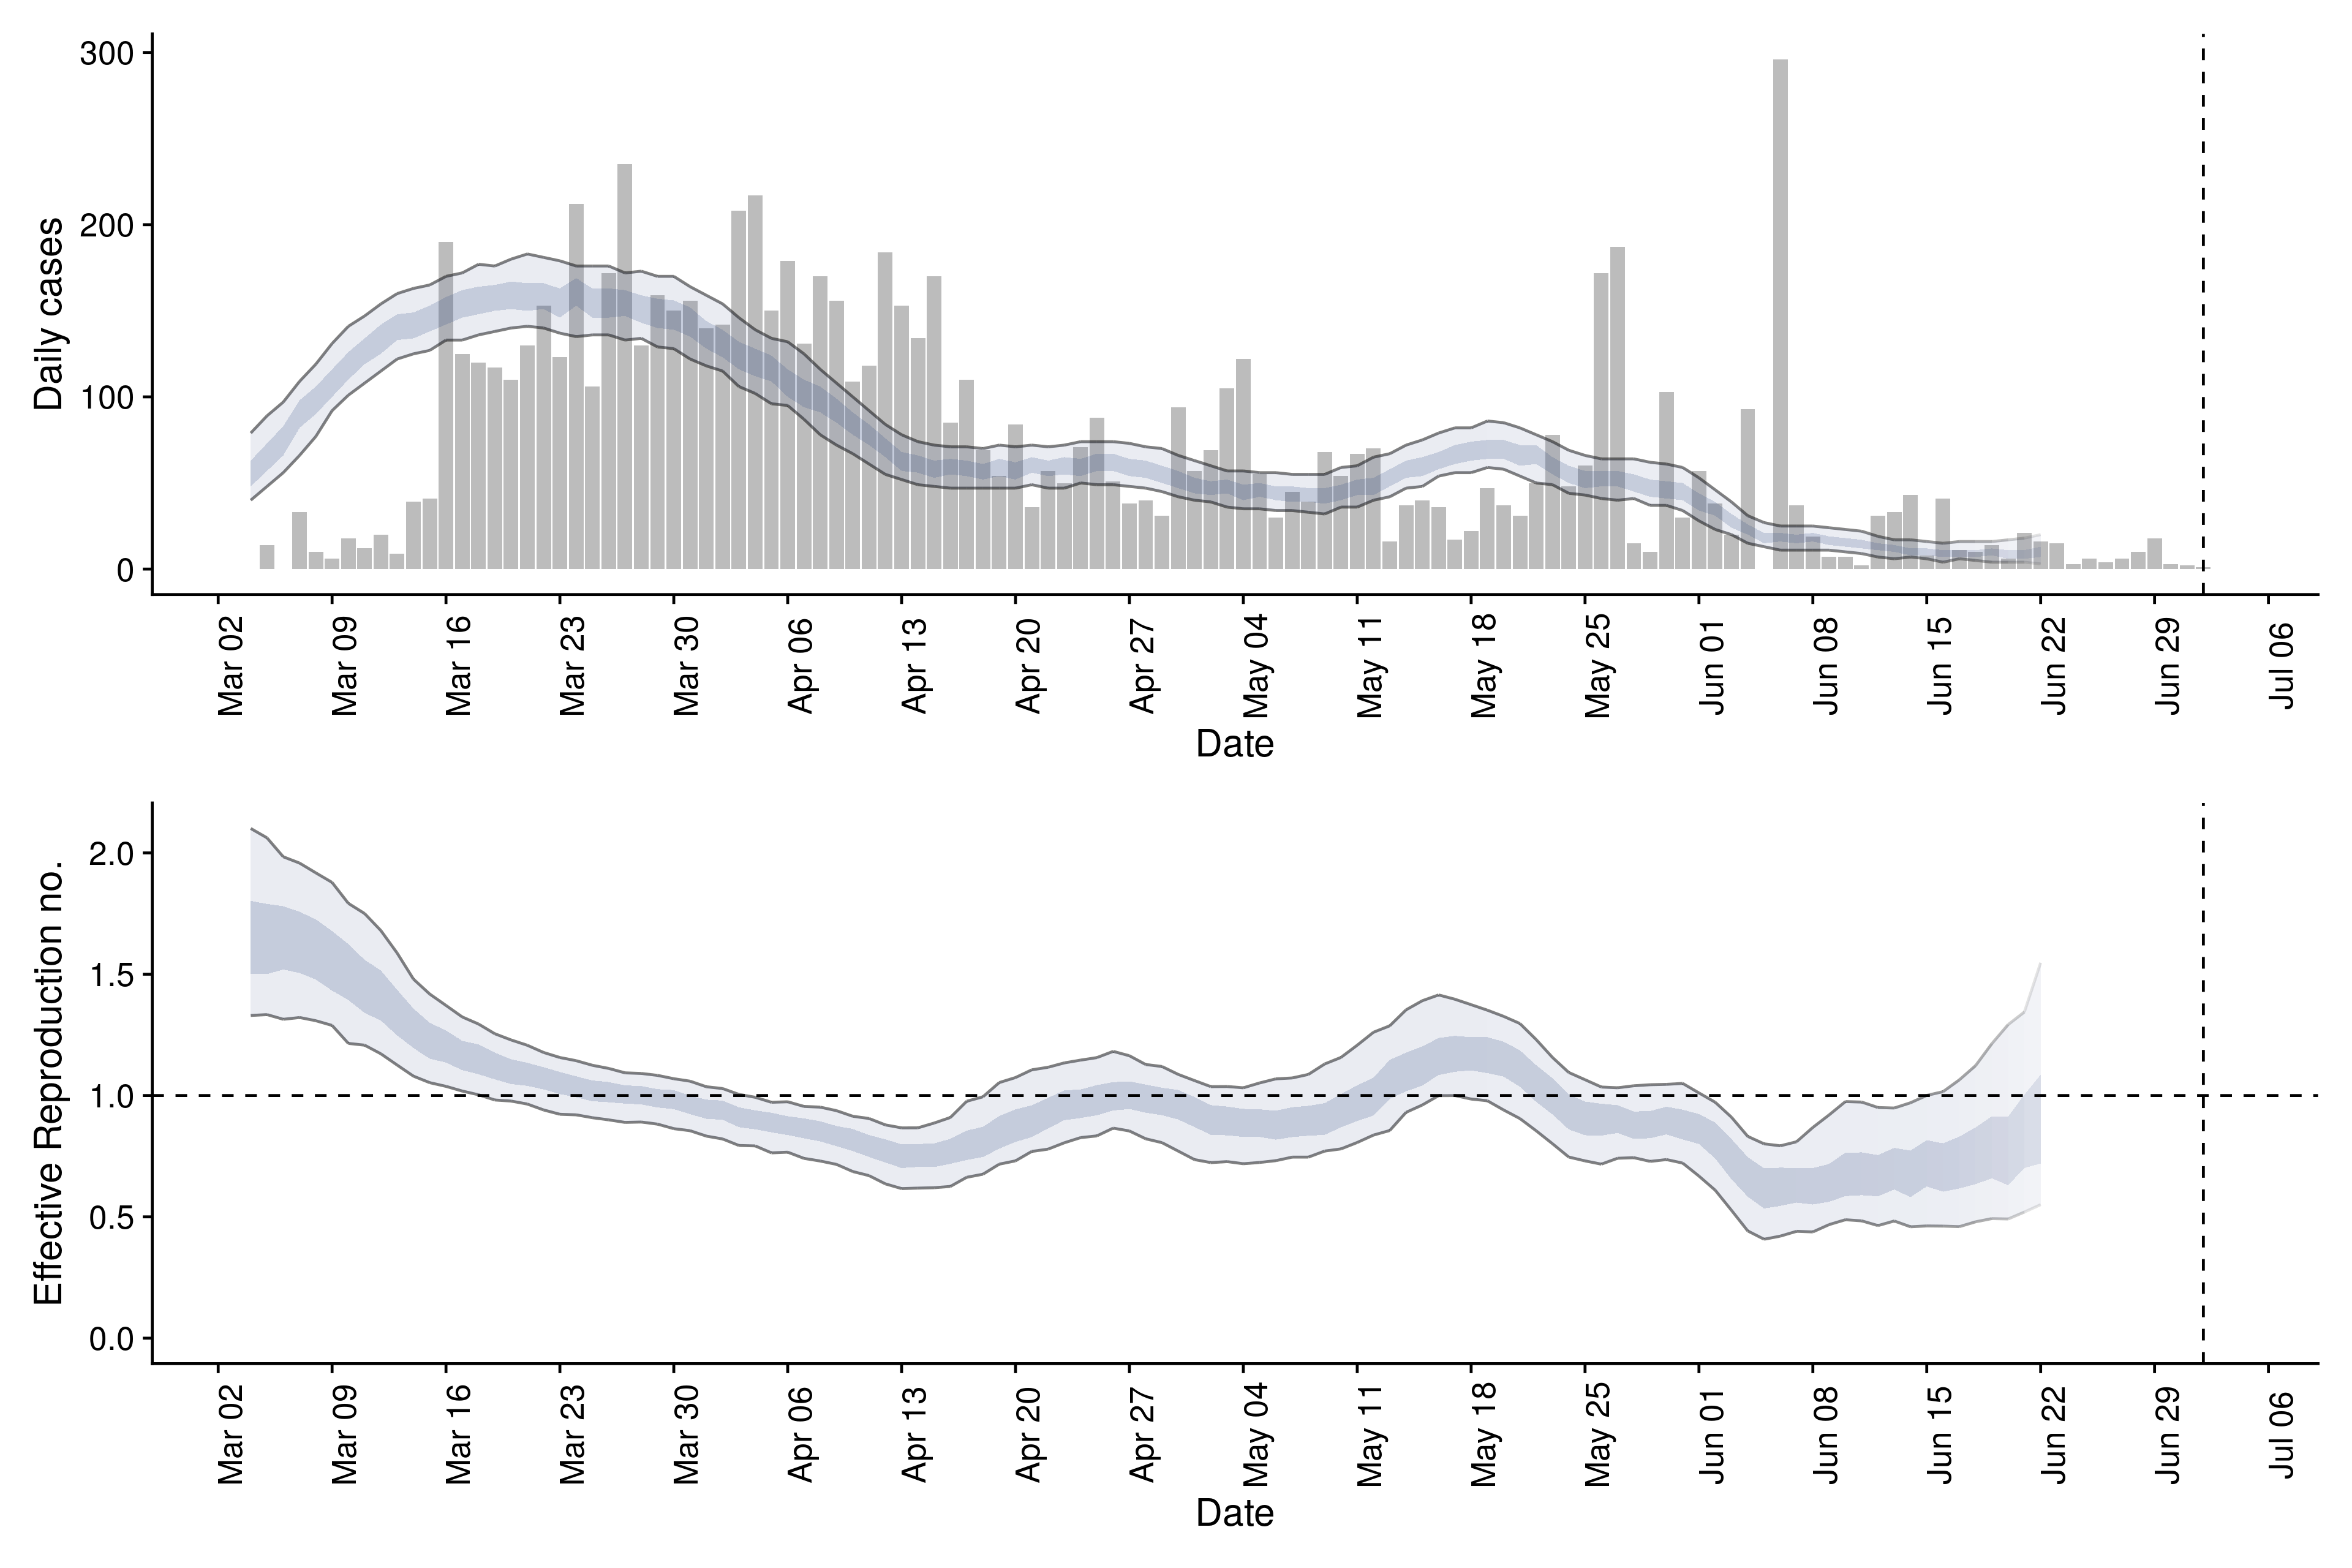 Daily cases
300
200
100
0
Mar 02
Mar 09
Mar 16
Mar 23
Mar 30
Apr 06
Apr 13
Apr 20
Apr 27
May 04
May 11
May 18
May 25
Jun 01
Jun 08
Jun 15
Jun 22
Jun 29
Jul 06
Date
Effective Reproduction no.
2.0
1.5
1.0
0.5
0.0
Mar 02
Mar 09
Mar 16
Mar 23
Mar 30
Apr 06
Apr 13
Apr 20
Apr 27
May 04
May 11
May 18
May 25
Jun 01
Jun 08
Jun 15
Jun 22
Jun 29
Jul 06
Date